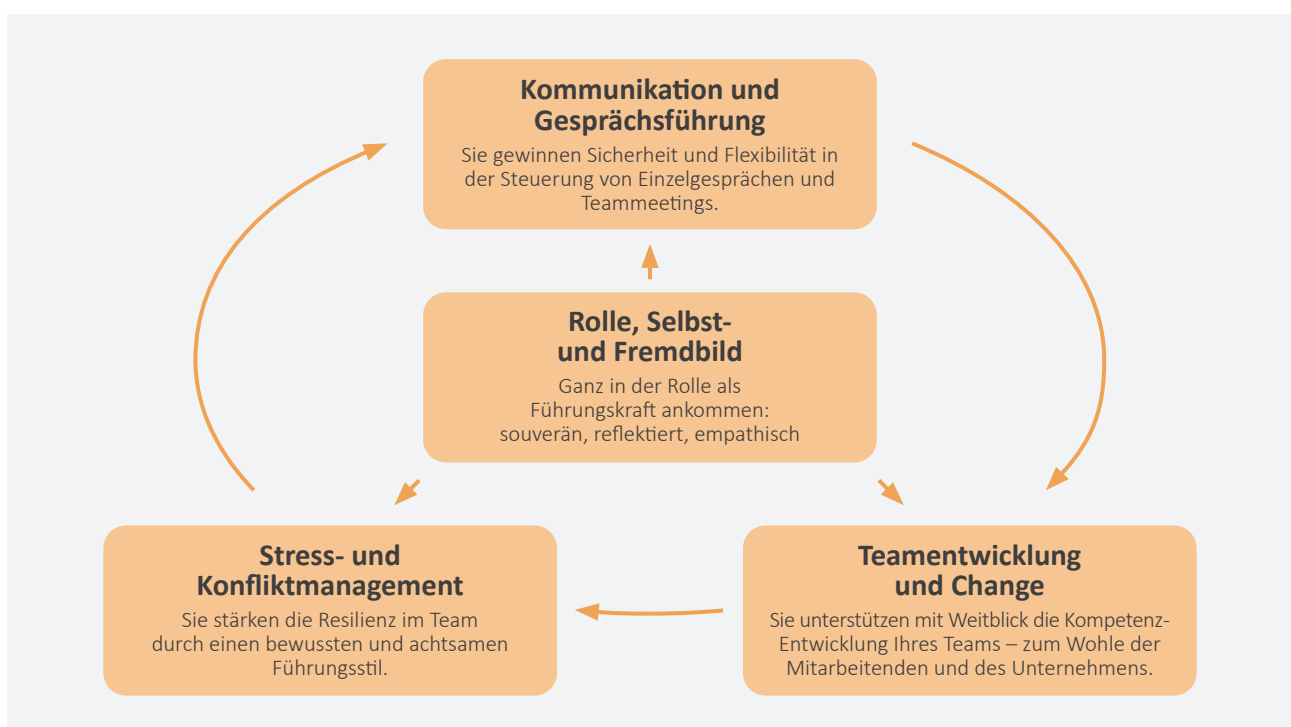 Kommunikation und
Gesprächsführung
Sie gewinnen Sicherheit und Flexibilität in
der Steuerung von Einzelgesprächen und
Teammeetings.
Rolle, Selbst-
und Fremdbild
Ganz in der Rolle als
Führungskraft ankommen:
souverän, reflektiert, empathisch
Stress- und
Konfliktmanagement
Sie stärken die Resilienz im Team
durch einen bewussten und achtsamen
Führungsstil.
Teamentwicklung
und Change
Sie unterstützen mit Weitblick die Kompetenz-
Entwicklung Ihres Teams – zum Wohle der
Mitarbeitenden und des Unternehmens.